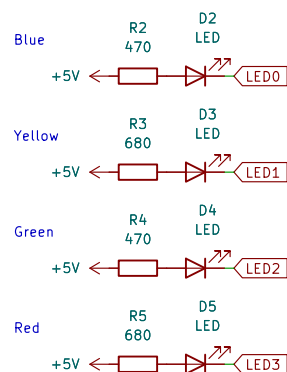 D2
R2
LED
Blue
470
+5V
LED0
D3
R3
LED
Yellow
680
+5V
LED1
D4
R4
LED
Green
470
+5V
LED2
D5
R5
LED
Red
680
+5V
LED3